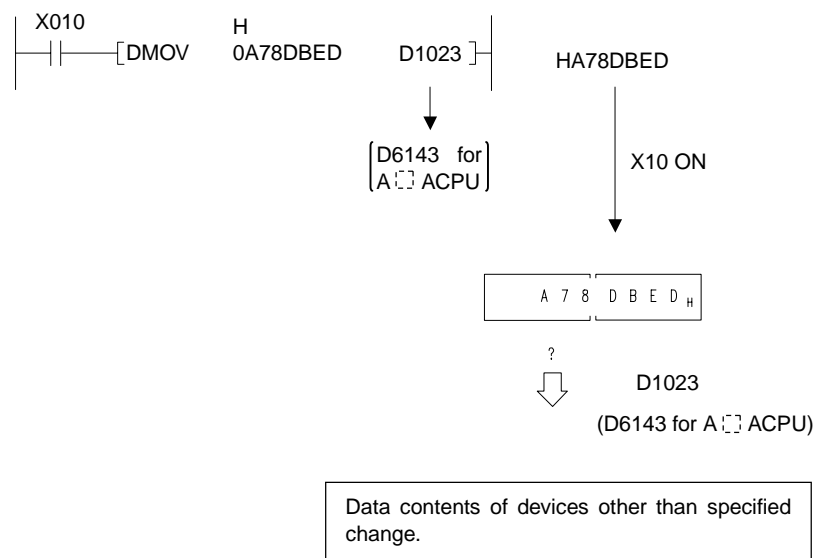 X010
H
DMOV 0A78DBED D1023
HA78DBED
D6143 for
A ACPU
X10 ON
A 7 8 D B E D H
?
D1023
(D6143 for A ACPU)
Data contents of devices other than specified
change.